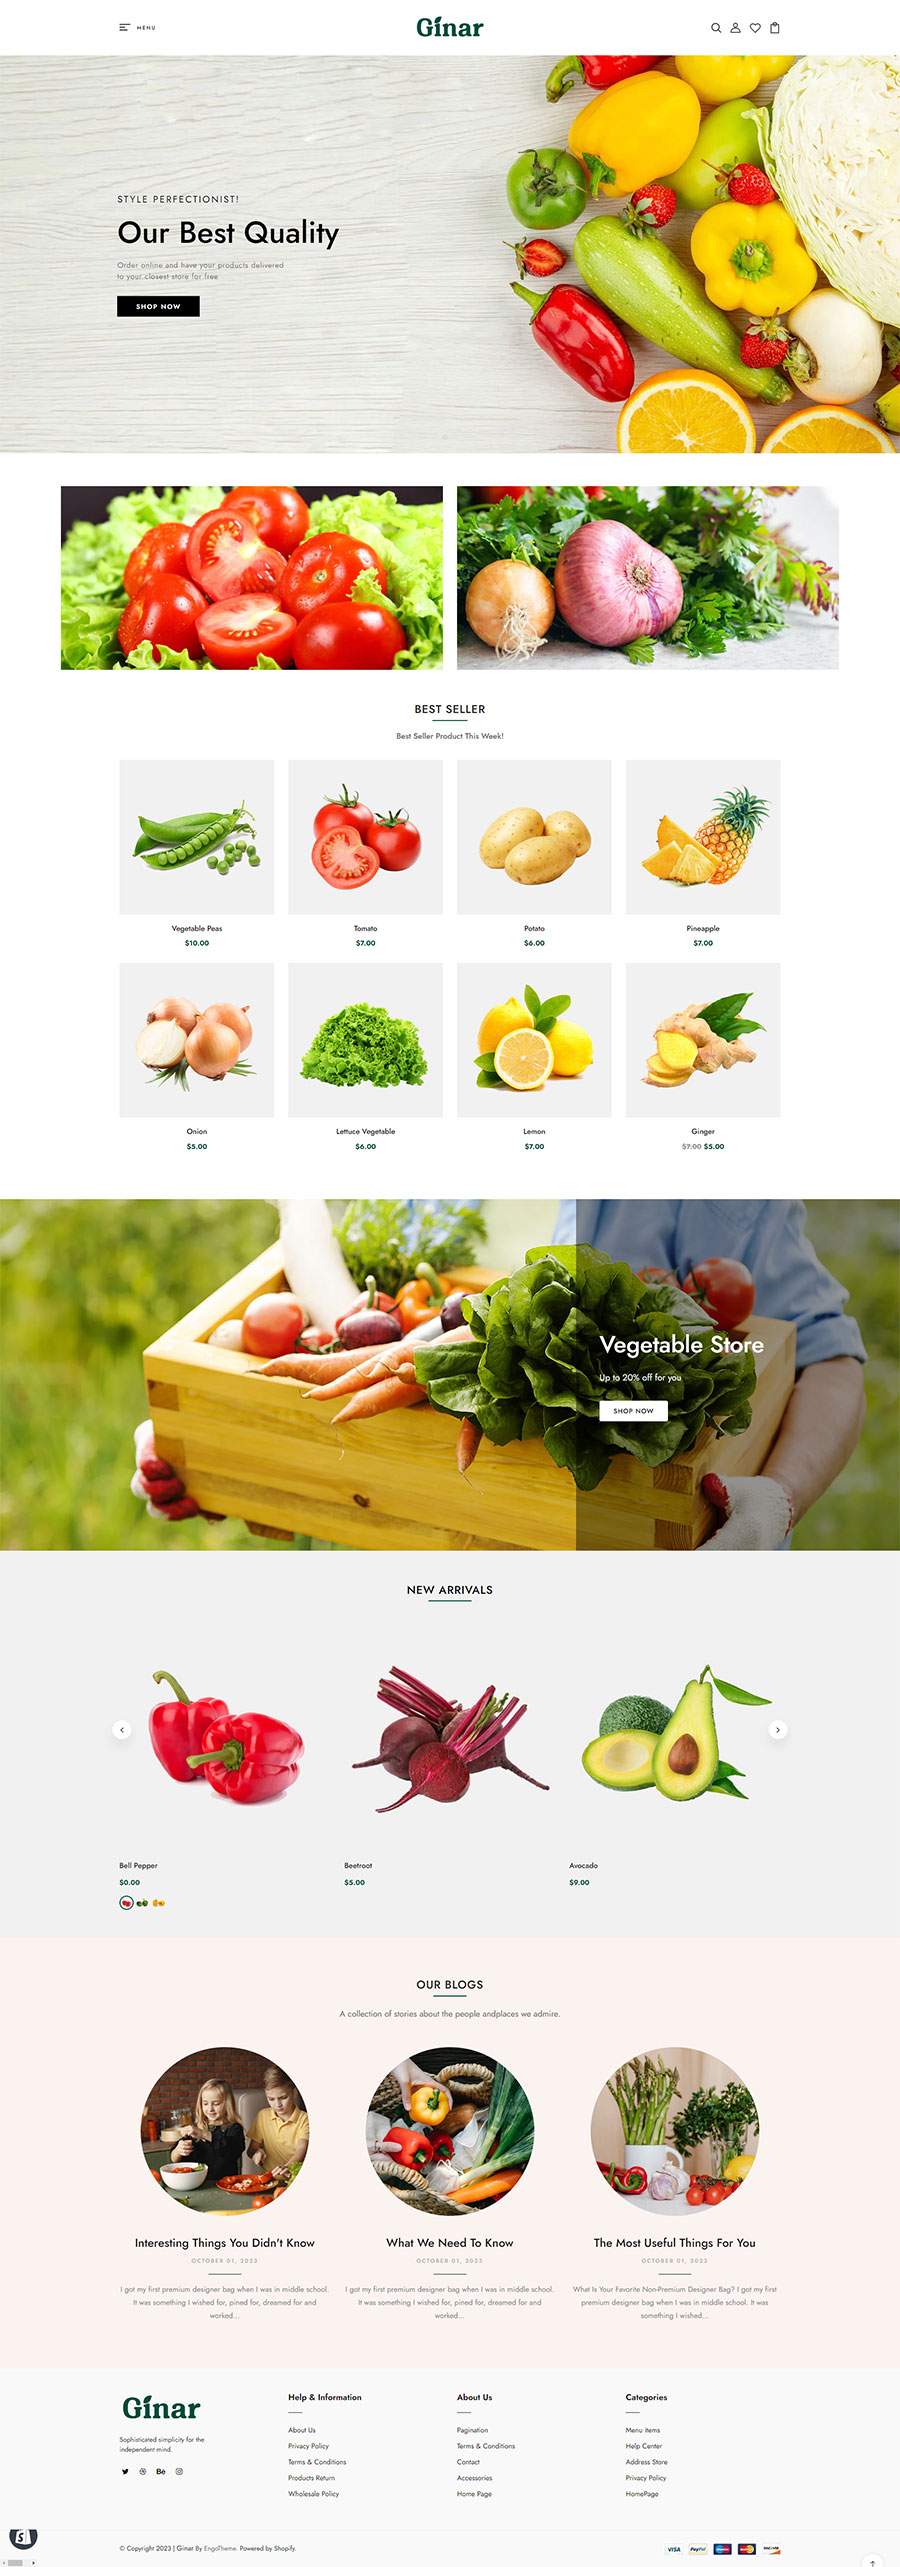 MENU
Ginar
STYLE PERFECTIONIST!
Our Best Quality
Order online and have your products delivered
to your closest store for free
SHOP NOW
BEST SELLER
Best Seller Product This Week!
Vegetable Peas
$10.00
Tomato
$7.00
Potato
$6.00
Pineapple
$7.00
Onion
$5.00
Lettuce Vegetable
$6.00
Lemon
$7.00
Ginger
$7.00 $5.00
Vegetable Store
Up to 20% off for you
SHOP NOW
NEW ARRIVALS
Bell Pepper
$0.00
Beetroot
$5.00
Avocado
$9.00
OUR BLOGS
A collection of stories about the people andplaces we admire.
Interesting Things You Didn't Know
OCTOBER 01, 2023
I got my first premium designer bag when I was in middle school.
It was something I wished for, pined for, dreamed for and
worked...
What We Need To Know
OCTOBER 01, 2023
I got my first premium designer bag when I was in middle school.
It was something I wished for, pined for, dreamed for and
worked...
The Most Useful Things For You
OCTOBER 01, 2023
What Is Your Favorite Non-Premium Designer Bag? I got my first
premium designer bag when I was in middle school. It was
something I wished...
Ginar
Sophisticated simplicity for the
independent mind.
Bē
Help & Information
About Us
Privacy Policy
Terms & Conditions
Products Return
Wholesale Policy
About Us
Pagination
Terms & Conditions
Contact
Accessories
Home Page
Categories
Menu items
Help Center
Address Store
Privacy Policy
HomePage
© Copyright 2023 | Ginar By EngoTheme. Powered by Shopify.
VISA
PayPal
DISCOVER